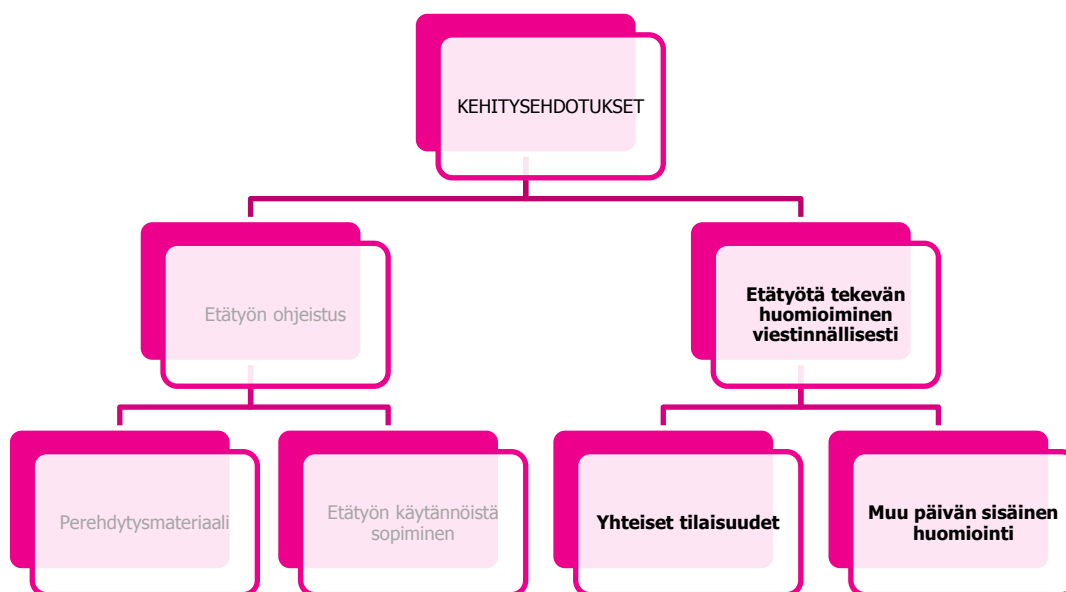 KEHITYSEHDOTUKSET
Etätyön ohjeistus
Etätyötä tekevän
huomioiminen
viestinnällisesti
Perehdytysmateriaali
Etätyön käytännöistä
sopiminen
Yhteiset tilaisuudet
Muu päivän sisäinen
huomiointi